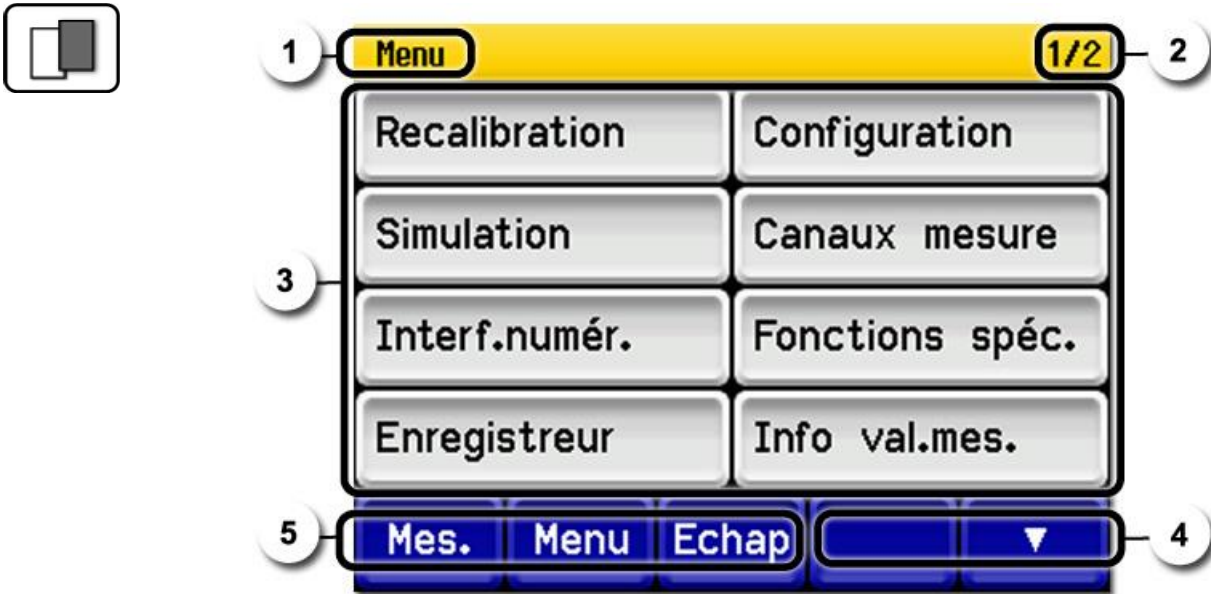 1 Menu 1/2 2
Recalibration Configuration
Simulation Canaux mesure
3
Interf.numér. Fonctions spéc.
Enregistreur Info val.mes.
5 Mes. Menu Echap ▼ 4